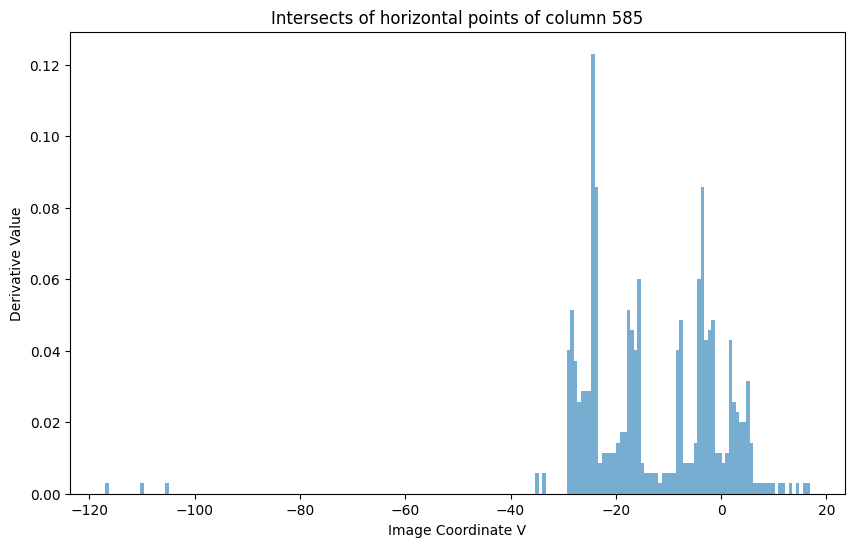 Intersects of horizontal points of column 585
Derivative Value
0.12
0.10
0.08
0.06
0.04
0.02
0.00
−120 −100 −80 −60 −40 −20 0 20
Image Coordinate V